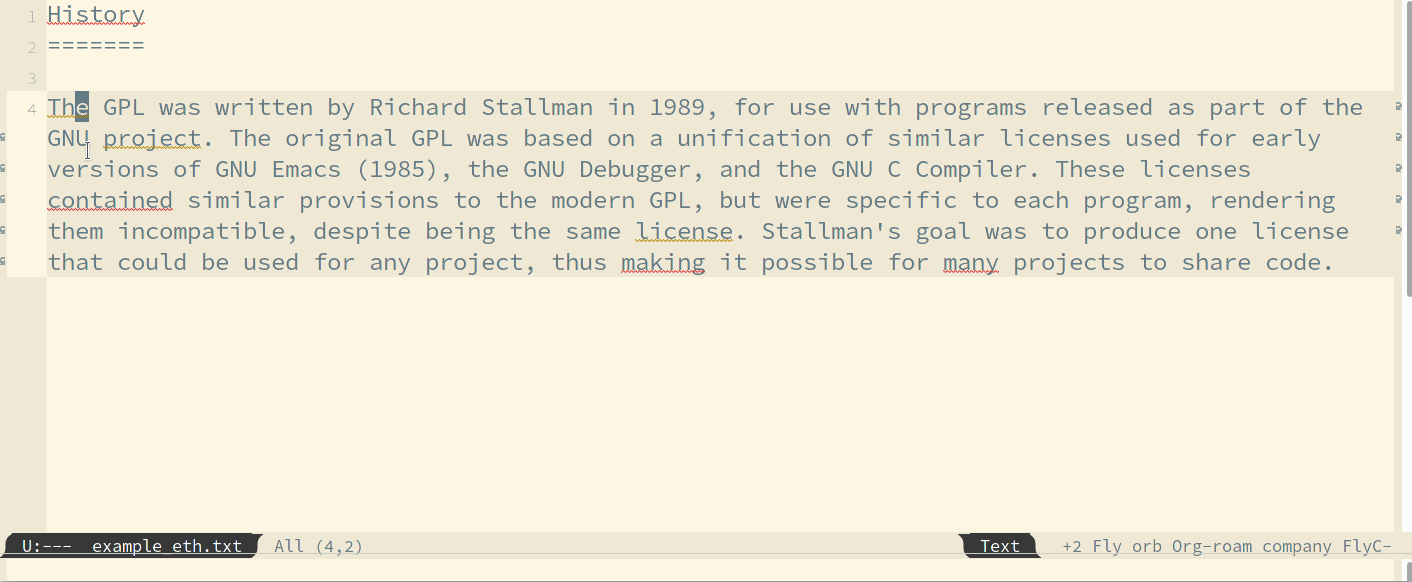 1 History
2 =======
3
4 The GPL was written by Richard Stallman in 1989, for use with programs released as part of the
GNU project. The original GPL was based on a unification of similar licenses used for early
versions of GNU Emacs (1985), the GNU Debugger, and the GNU C Compiler. These licenses
contained similar provisions to the modern GPL, but were specific to each program, rendering
them incompatible, despite being the same license. Stallman's goal was to produce one license
that could be used for any project, thus making it possible for many projects to share code.
U:--- example_eth.txt All (4,2) Text +2 Fly orb Org-roam company FlyC-